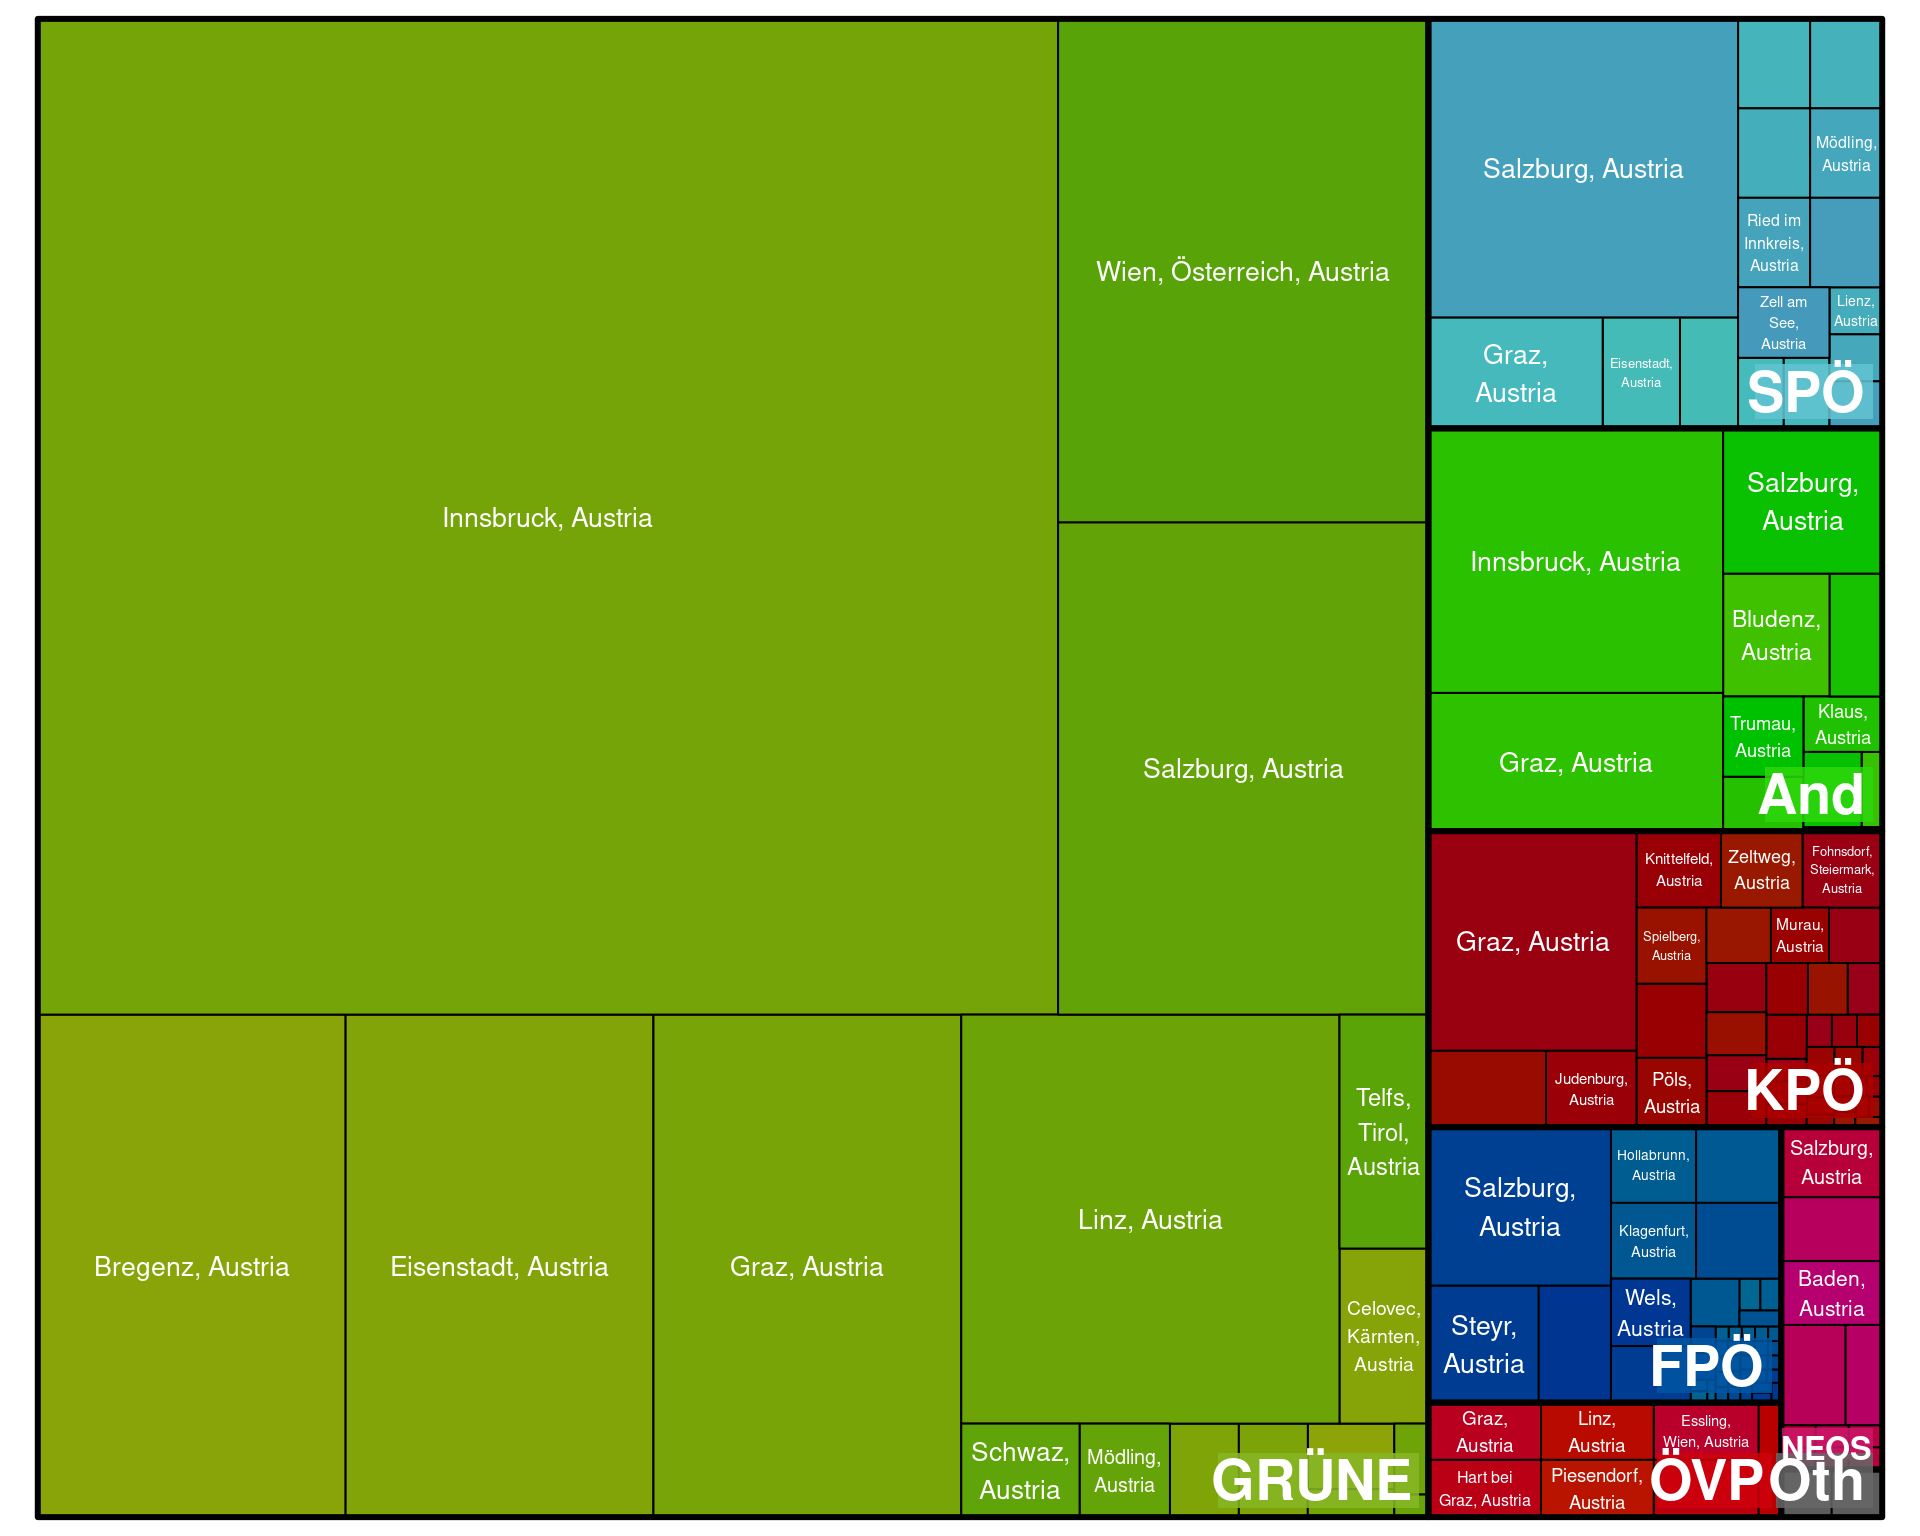 Innsbruck, Austria
Wien, Österreich, Austria
Salzburg, Austria
Bregenz, Austria
Eisenstadt, Austria
Graz, Austria
Linz, Austria
Telfs,
Tirol,
Austria
Celovec,
Kärnten,
Austria
Schwaz,
Austria
Mödling,
Austria
GRÜNE
Salzburg, Austria
Mödling,
Austria
Ried im
Innkreis,
Austria
Zell am
See,
Austria
Lienz,
Austria
Graz,
Austria
Eisenstadt,
Austria
SPÖ
Innsbruck, Austria
Salzburg,
Austria
Bludenz,
Austria
Graz, Austria
Trumau,
Austria
Klaus,
Austria
And
Graz, Austria
Knittelfeld,
Austria
Zeltweg,
Austria
Fohnsdorf,
Steiermark,
Austria
Spielberg,
Austria
Murau,
Austria
Judenburg,
Austria
Pöls,
Austria
KPÖ
Salzburg,
Austria
Hollabrunn,
Austria
Klagenfurt,
Austria
Steyr,
Austria
Wels,
Austria
FPÖ
Salzburg,
Austria
Baden,
Austria
NEOS
Graz,
Austria
Linz,
Austria
Essling,
Wien, Austria
Hart bei
Graz, Austria
Piesendorf,
Austria
ÖVP
Oth